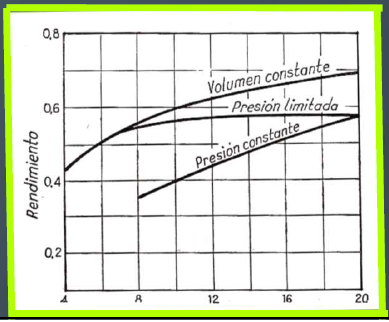 0,8
Volumen constante
0,6
Presión limitada
Presión constante
Rendimiento
0,4
0,2
4 8 12 16 20